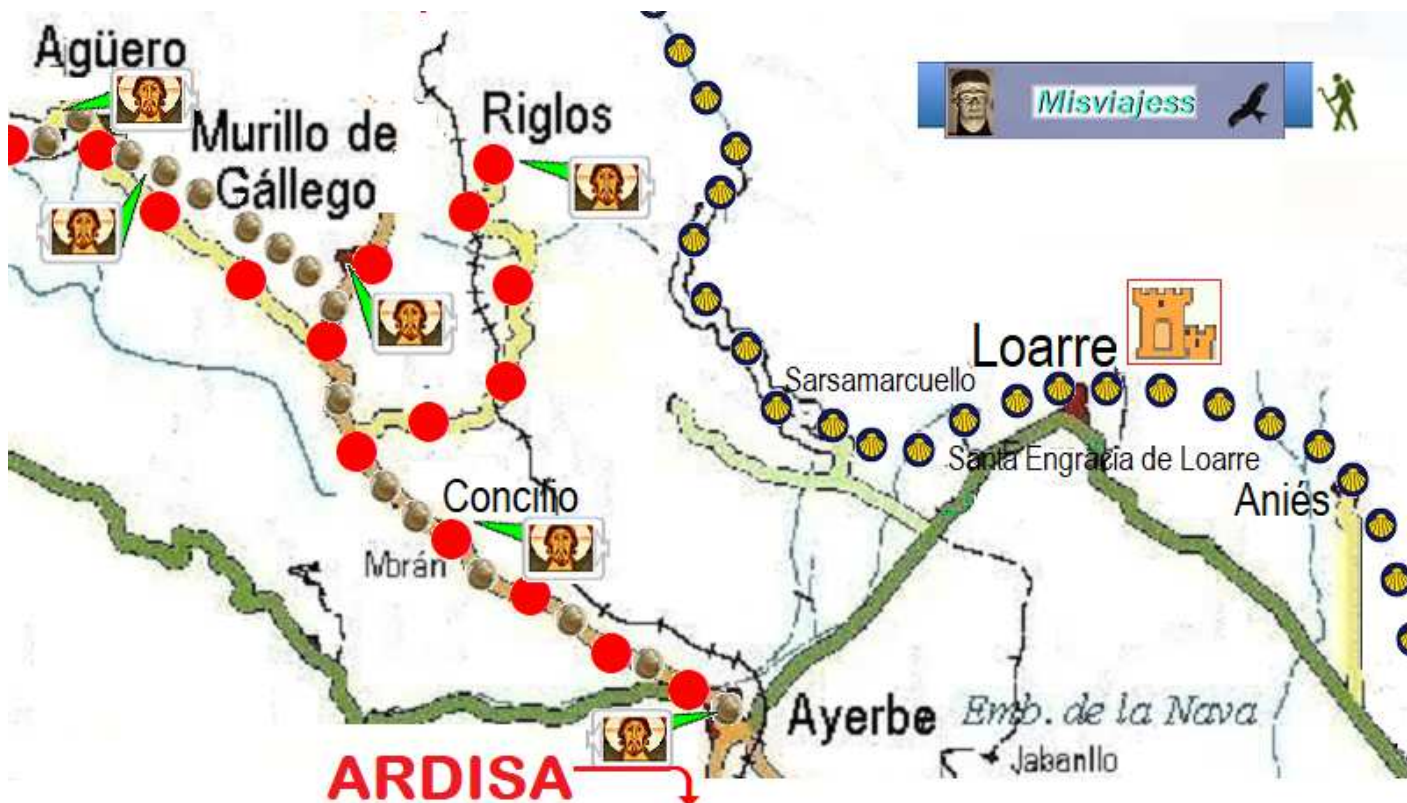 Agüero
Misviajess
Riglos
Murillo de
Gállego
Loarre
Sarsamarcuello
Santa Engracia de Loarre
Aniés
Concilio
Mbrán
Ayerbe
Emb. de la Nava
Jabanllo
ARDISA